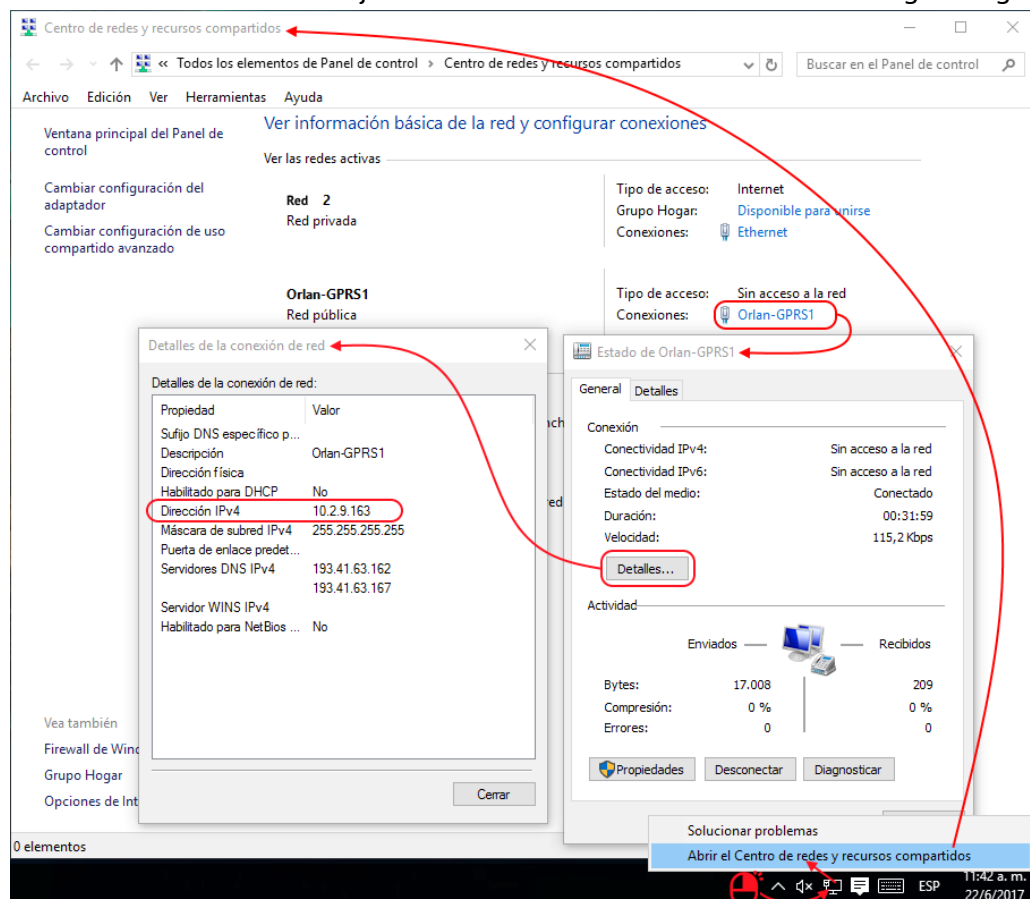 Centro de redes y recursos compartidos
« Todos los elementos de Panel de control › Centro de redes y recursos compartidos
Buscar en el Panel de control
Archivo Edición Ver Herramientas Ayuda
Ventana principal del Panel de control
Cambiar configuración del adaptador
Cambiar configuración de uso compartido avanzado
Ver información básica de la red y configurar conexiones
Ver las redes activas
Red 2
Red privada
Tipo de acceso: Internet
Grupo Hogar: Disponible para unirse
Conexiones: Ethernet
Orlan-GPRS1
Red pública
Tipo de acceso: Sin acceso a la red
Conexiones: Orlan-GPRS1
Detalles de la conexión de red
Detalles de la conexión de red:
Propiedad Valor
Sufijo DNS específico p...
Descripción Orlan-GPRS1
Dirección física
Habilitado para DHCP No
Dirección IPv4 10.2.9.163
Máscara de subred IPv4 255.255.255.255
Puerta de enlace predet...
Servidores DNS IPv4 193.41.63.162
193.41.63.167
Servidor WINS IPv4
Habilitado para NetBios ... No
Cerrar
Estado de Orlan-GPRS1
General Detalles
Conexión
Conectividad IPv4: Sin acceso a la red
Conectividad IPv6: Sin acceso a la red
Estado del medio: Conectado
Duración: 00:31:59
Velocidad: 115,2 Kbps
Detalles...
Actividad
Enviados — — Recibidos
Bytes: 17.008 209
Compresión: 0 % 0 %
Errores: 0 0
Propiedades Desconectar Diagnosticar
Vea también
Firewall de Wind
Grupo Hogar
Opciones de Int
0 elementos
Solucionar problemas
Abrir el Centro de redes y recursos compartidos
ESP
11:42 a. m.
22/6/2017